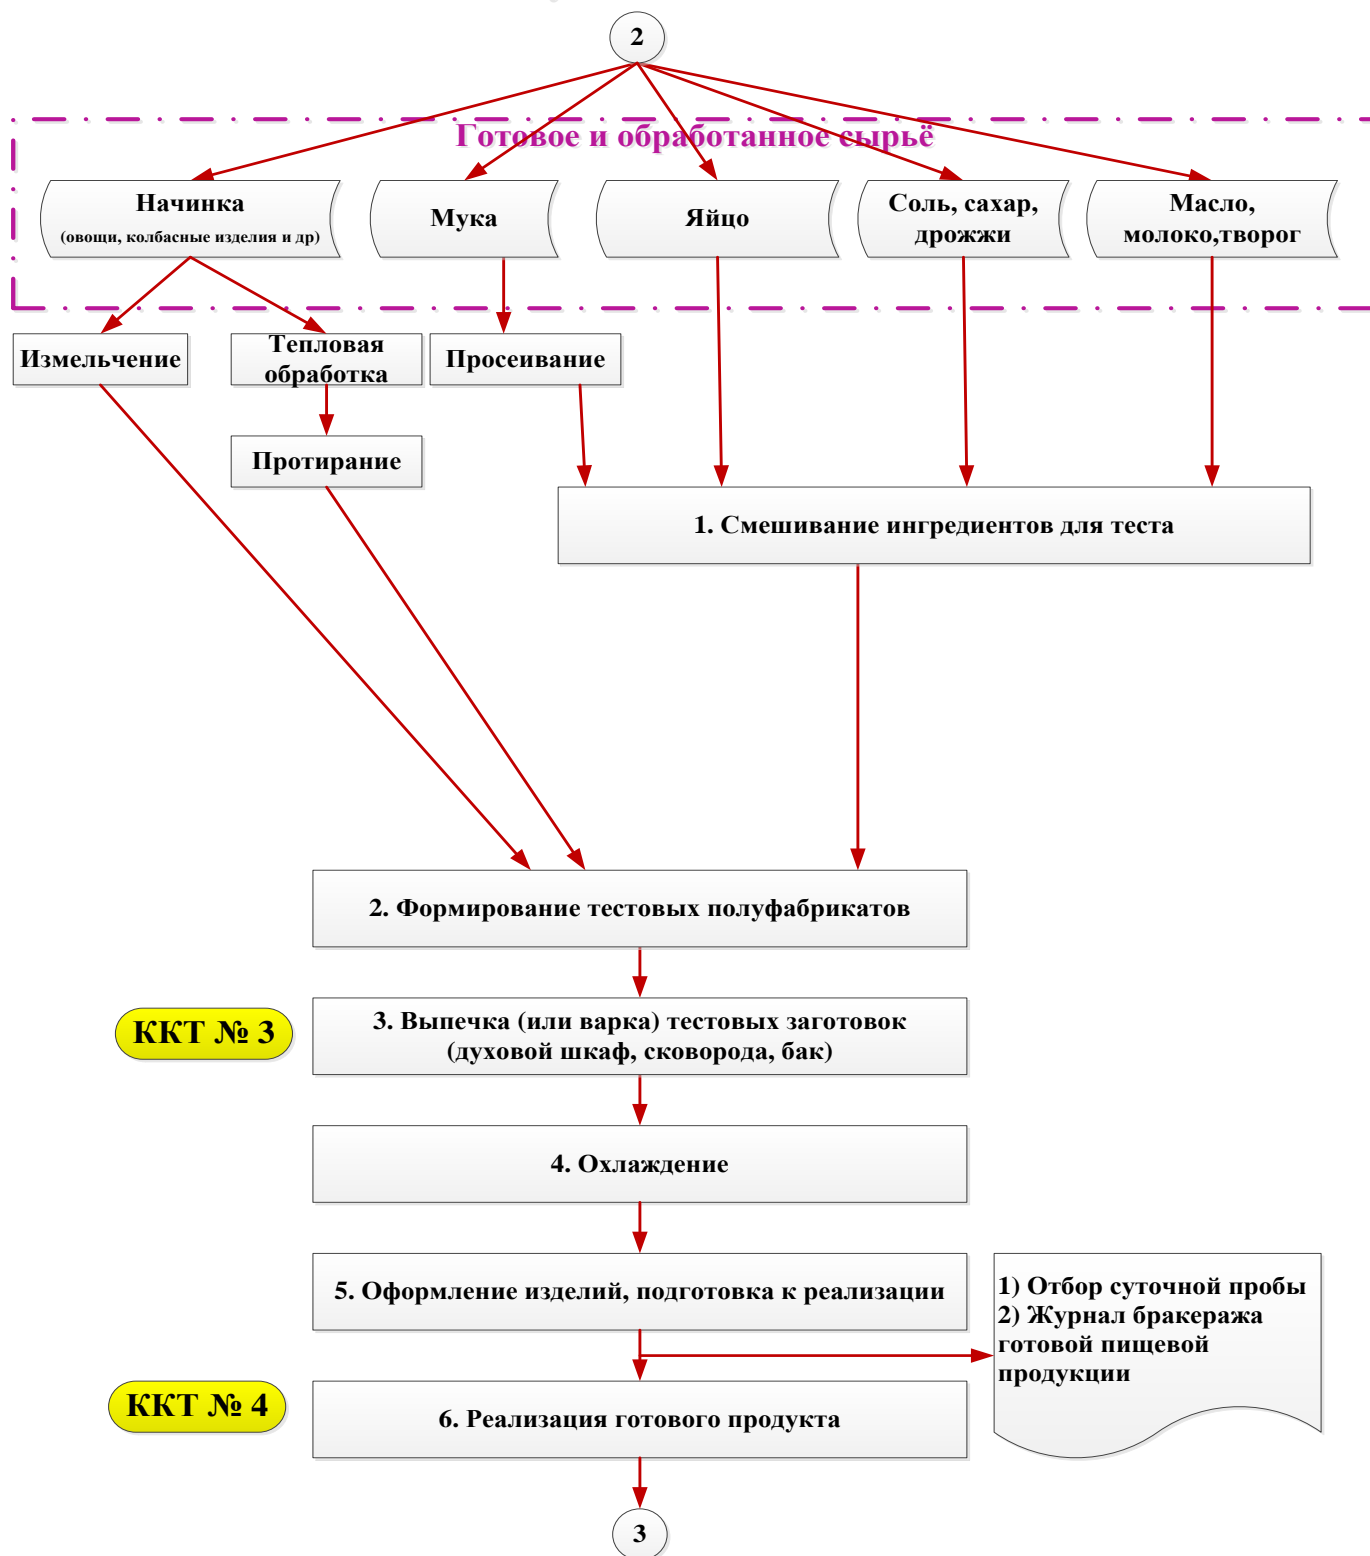 2
Готовое и обработанное сырьё
Начинка
(овощи, колбасные изделия и др)
Мука
Яйцо
Соль, сахар,
дрожжи
Масло,
молоко,творог
Измельчение
Тепловая
обработка
Просеивание
Протирание
1. Смешивание ингредиентов для теста
2. Формирование тестовых полуфабрикатов
ККТ № 3
3. Выпечка (или варка) тестовых заготовок
(духовой шкаф, сковорода, бак)
4. Охлаждение
5. Оформление изделий, подготовка к реализации
1) Отбор суточной пробы
2) Журнал бракеража
готовой пищевой
продукции
ККТ № 4
6. Реализация готового продукта
3